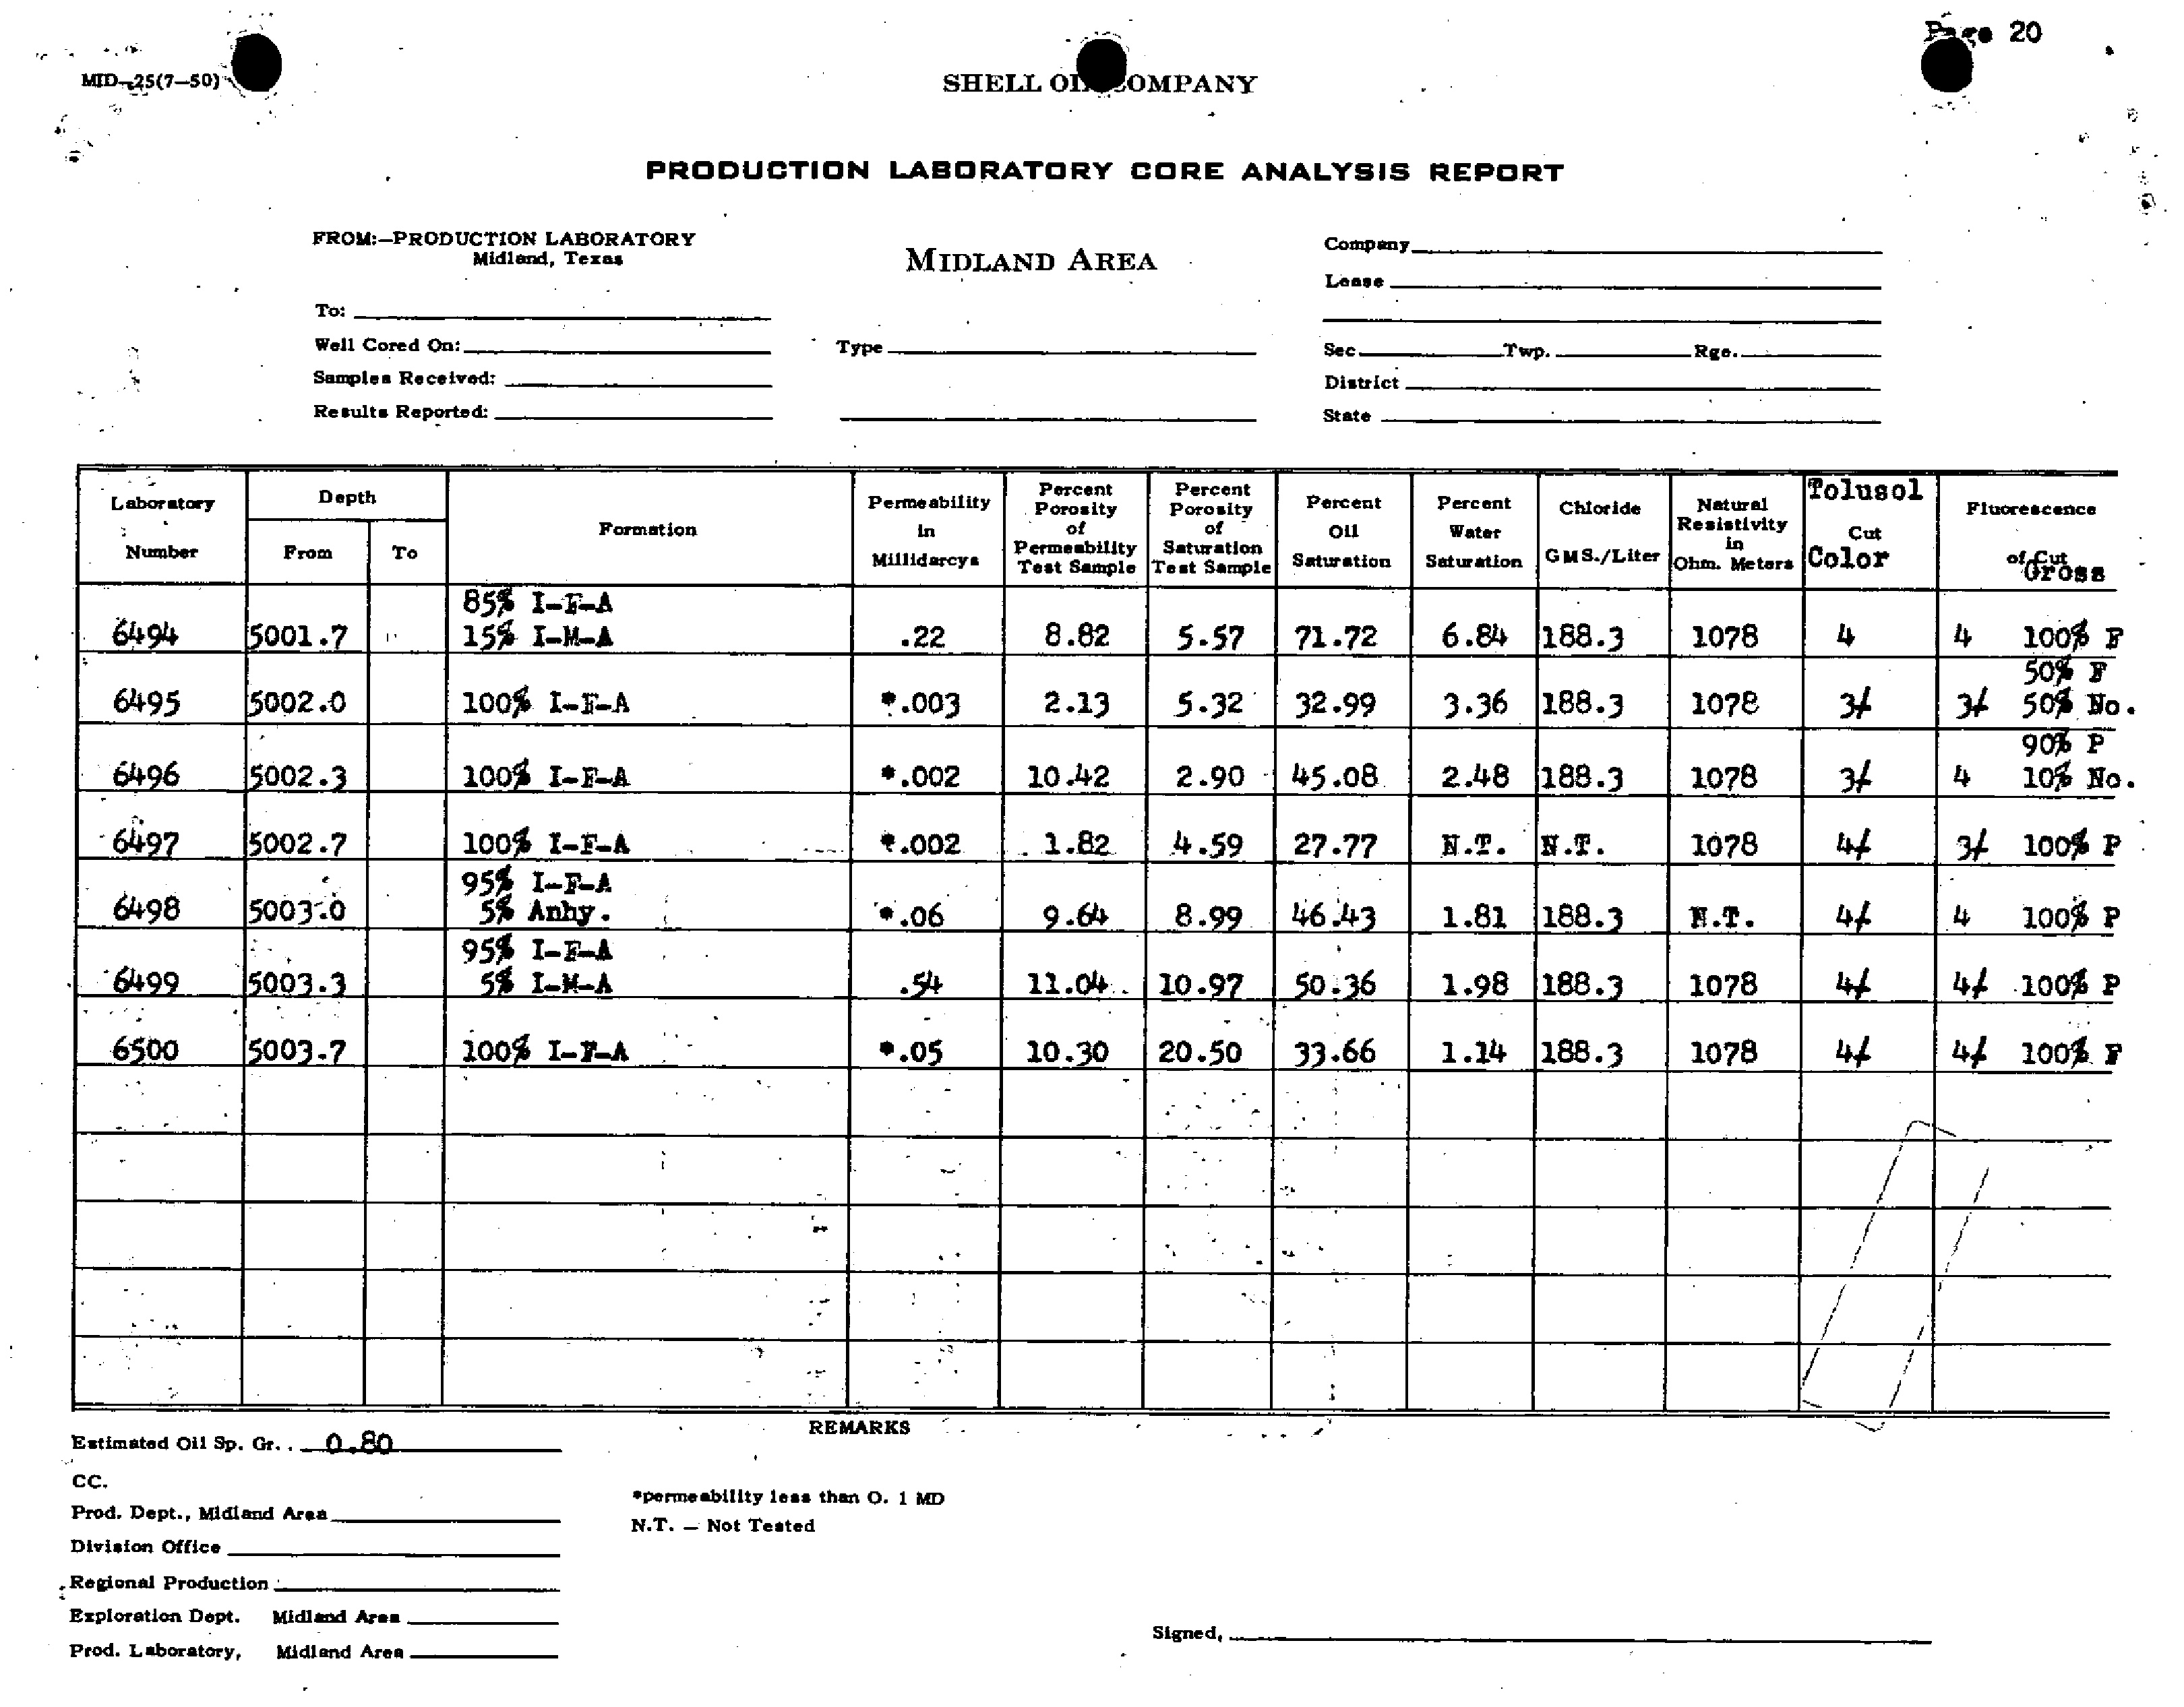 Page 20
MID-25(7-50)
SHELL OIL COMPANY
PRODUCTION LABORATORY CORE ANALYSIS REPORT
FROM:-PRODUCTION LABORATORY
Midland, Texas
MIDLAND AREA
Company
Lease
To:
Well Cored On:
Type
Sec. Twp. Rge.
Samples Received:
District
Results Reported:
State
Laboratory Number Depth From To Formation Permeability in Millidarcys Percent Porosity of Permeability Test Sample Percent Porosity of Saturation Test Sample Percent Oil Saturation Percent Water Saturation Chloride GMS./Liter Natural Resistivity in Ohm. Meters Tolusol Cut Color Fluorescence of Cut Gross
85% I-F-A
6494 5001.7 15% I-M-A .22 8.82 5.57 71.72 6.84 188.3 1078 4 4 100% F
50% F
6495 5002.0 100% I-F-A *.003 2.13 5.32 32.99 3.36 188.3 1078 3/ 3/ 50% No.
90% P
6496 5002.3 100% I-F-A *.002 10.42 2.90 45.08 2.48 188.3 1078 3/ 4 10% No.
6497 5002.7 100% I-F-A *.002 1.82 4.59 27.77 N.T. N.T. 1078 4/ 3/ 100% P
95% I-F-A
6498 5003.0 5% Anhy. *.06 9.64 8.99 46.43 1.81 188.3 N.T. 4/ 4 100% P
95% I-F-A
6499 5003.3 5% I-M-A .54 11.04 10.97 50.36 1.98 188.3 1078 4/ 4/ 100% P
6500 5003.7 100% I-F-A *.05 10.30 20.50 33.66 1.14 188.3 1078 4/ 4/ 100% F
REMARKS
Estimated Oil Sp. Gr. . . 0.80
CC.
*permeability less than 0. 1 MD
Prod. Dept., Midland Area
N.T. — Not Tested
Division Office
Regional Production
Exploration Dept. Midland Area
Signed,
Prod. Laboratory, Midland Area